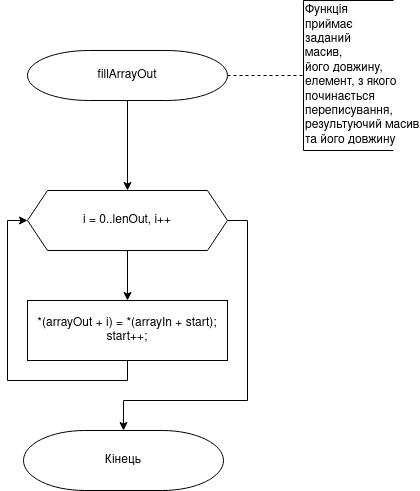 fillArrayOut
Функція
приймає
заданий
масив,
його довжину,
елемент, з якого
починається
переписування,
результуючий масив
та його довжину
i = 0..lenOut, i++
*(arrayOut + i) = *(arrayIn + start);
start++;
Кінець